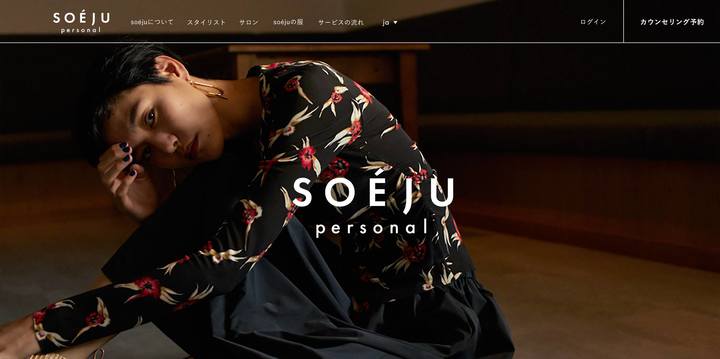 SOÉJU
personal
soéjuについて
スタイリスト
サロン
soéjuの服
サービスの流れ
ja
ログイン
カウンセリング予約
SOÉJU
personal